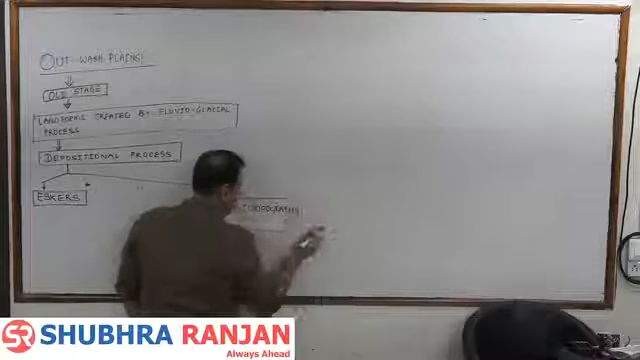 OUT WASH PLAINS
OLD STAGE
LANDFORMS CREATED BY FLUVIO-GLACIAL
PROCESS
DEPOSITIONAL PROCESS
ESKERS
TOPOGRAPHY
SR SHUBHRA RANJAN
Always Ahead